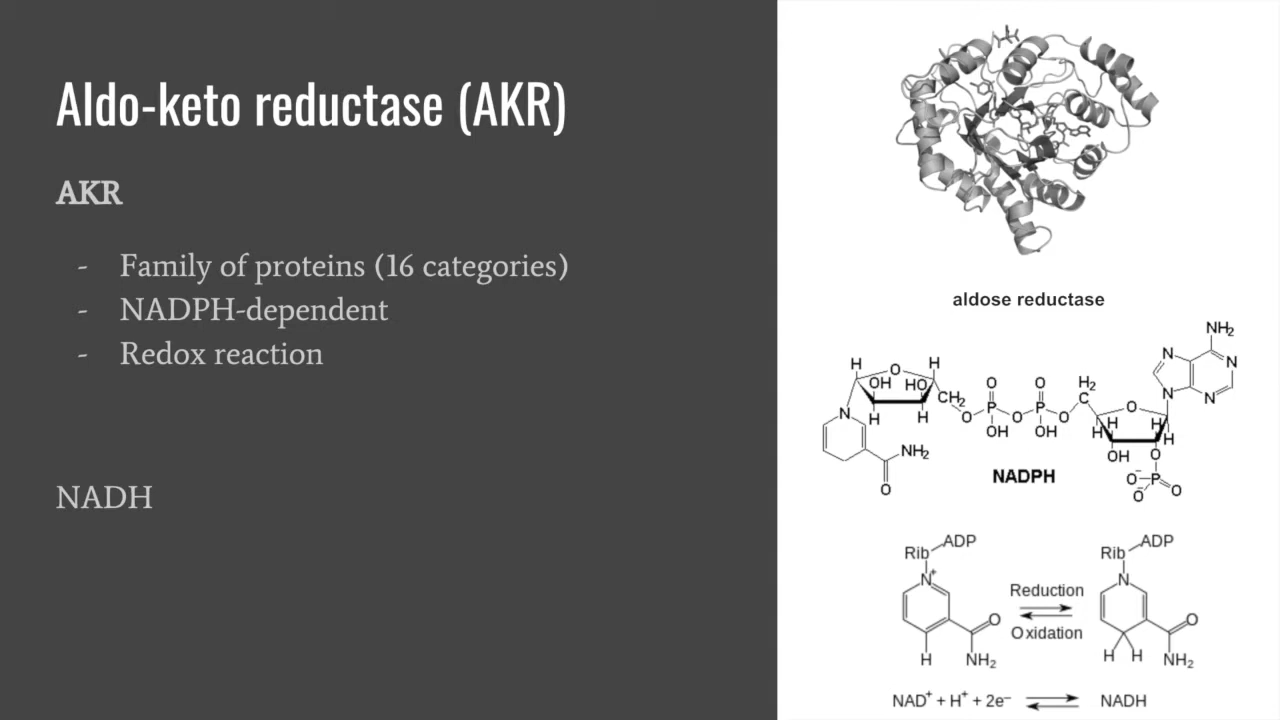 Aldo-keto reductase (AKR)
AKR
- Family of proteins (16 categories)
- NADPH-dependent
- Redox reaction
NADH
aldose reductase
NH2
N N
N N
H O H
OH HO
H H
CH2
O
O O
P O P
OH OH
O
H2
C
O
H H H H
OH O
O- P O
O-
N
NH2
O
NADPH
Rib ADP
N+
O
H NH2
Reduction
Oxidation
Rib ADP
N
O
H H NH2
NAD+ + H+ + 2e– NADH